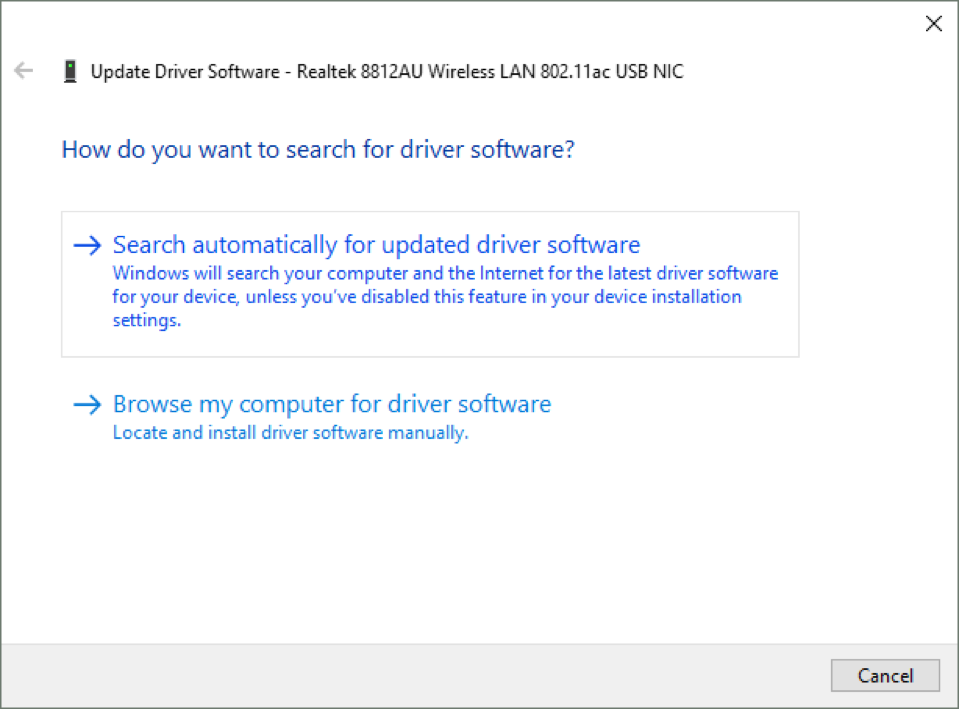 Update Driver Software - Realtek 8812AU Wireless LAN 802.11ac USB NIC
How do you want to search for driver software?
Search automatically for updated driver software
Windows will search your computer and the Internet for the latest driver software
for your device, unless you've disabled this feature in your device installation
settings.
Browse my computer for driver software
Locate and install driver software manually.
Cancel